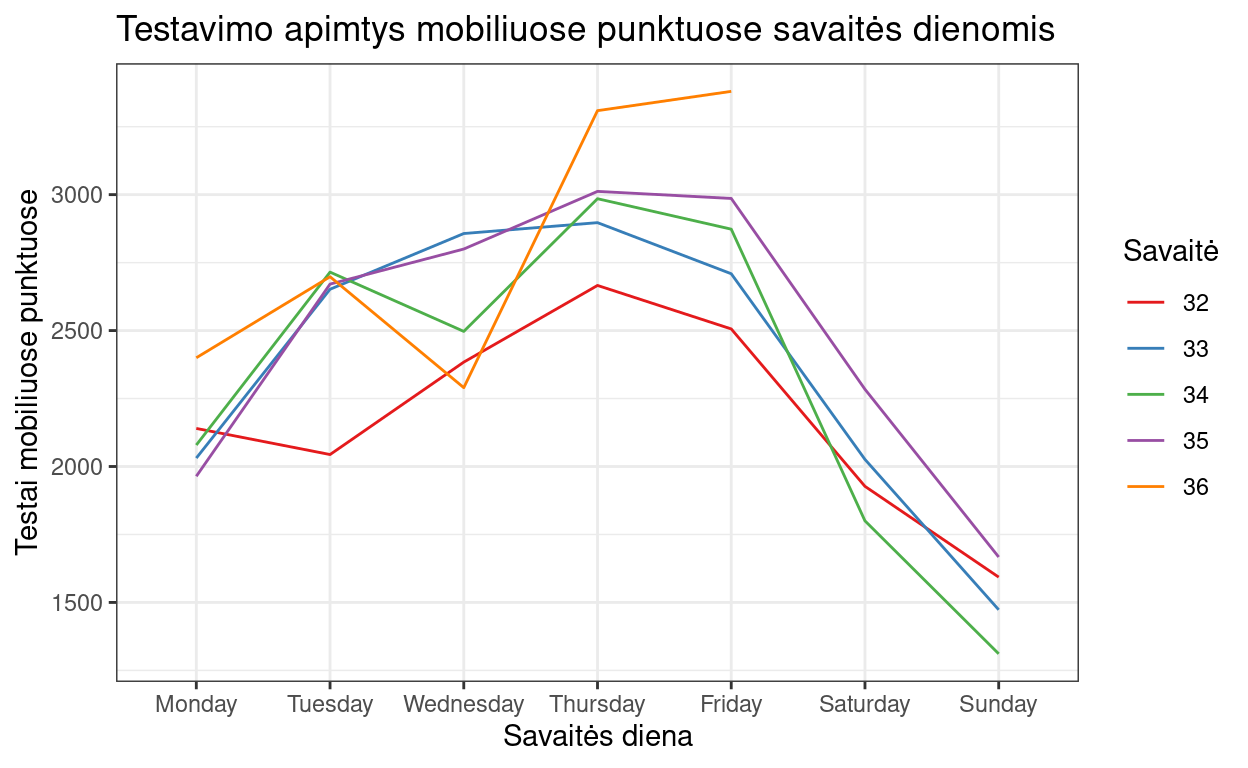 Testavimo apimtys mobiliuose punktuose savaitės dienomis
Testai mobiliuose punktuose
3000
2500
2000
1500
Monday Tuesday Wednesday Thursday Friday Saturday Sunday
Savaitės diena
Savaitė
32
33
34
35
36